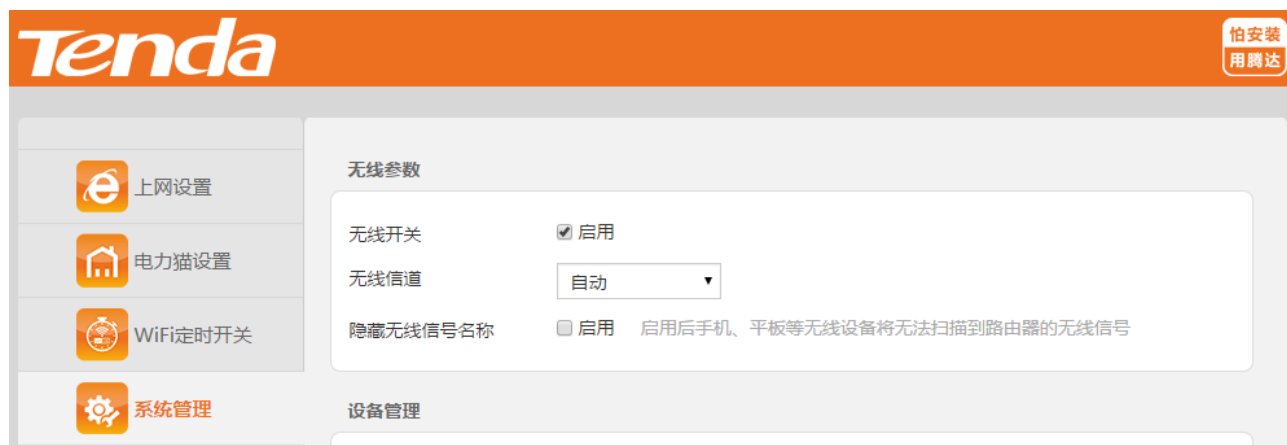 Tenda
怕安装
用腾达
上网设置
电力猫设置
WiFi定时开关
系统管理
无线参数
无线开关 启用
无线信道 自动
隐藏无线信号名称 启用 启用后手机、平板等无线设备将无法扫描到路由器的无线信号
设备管理